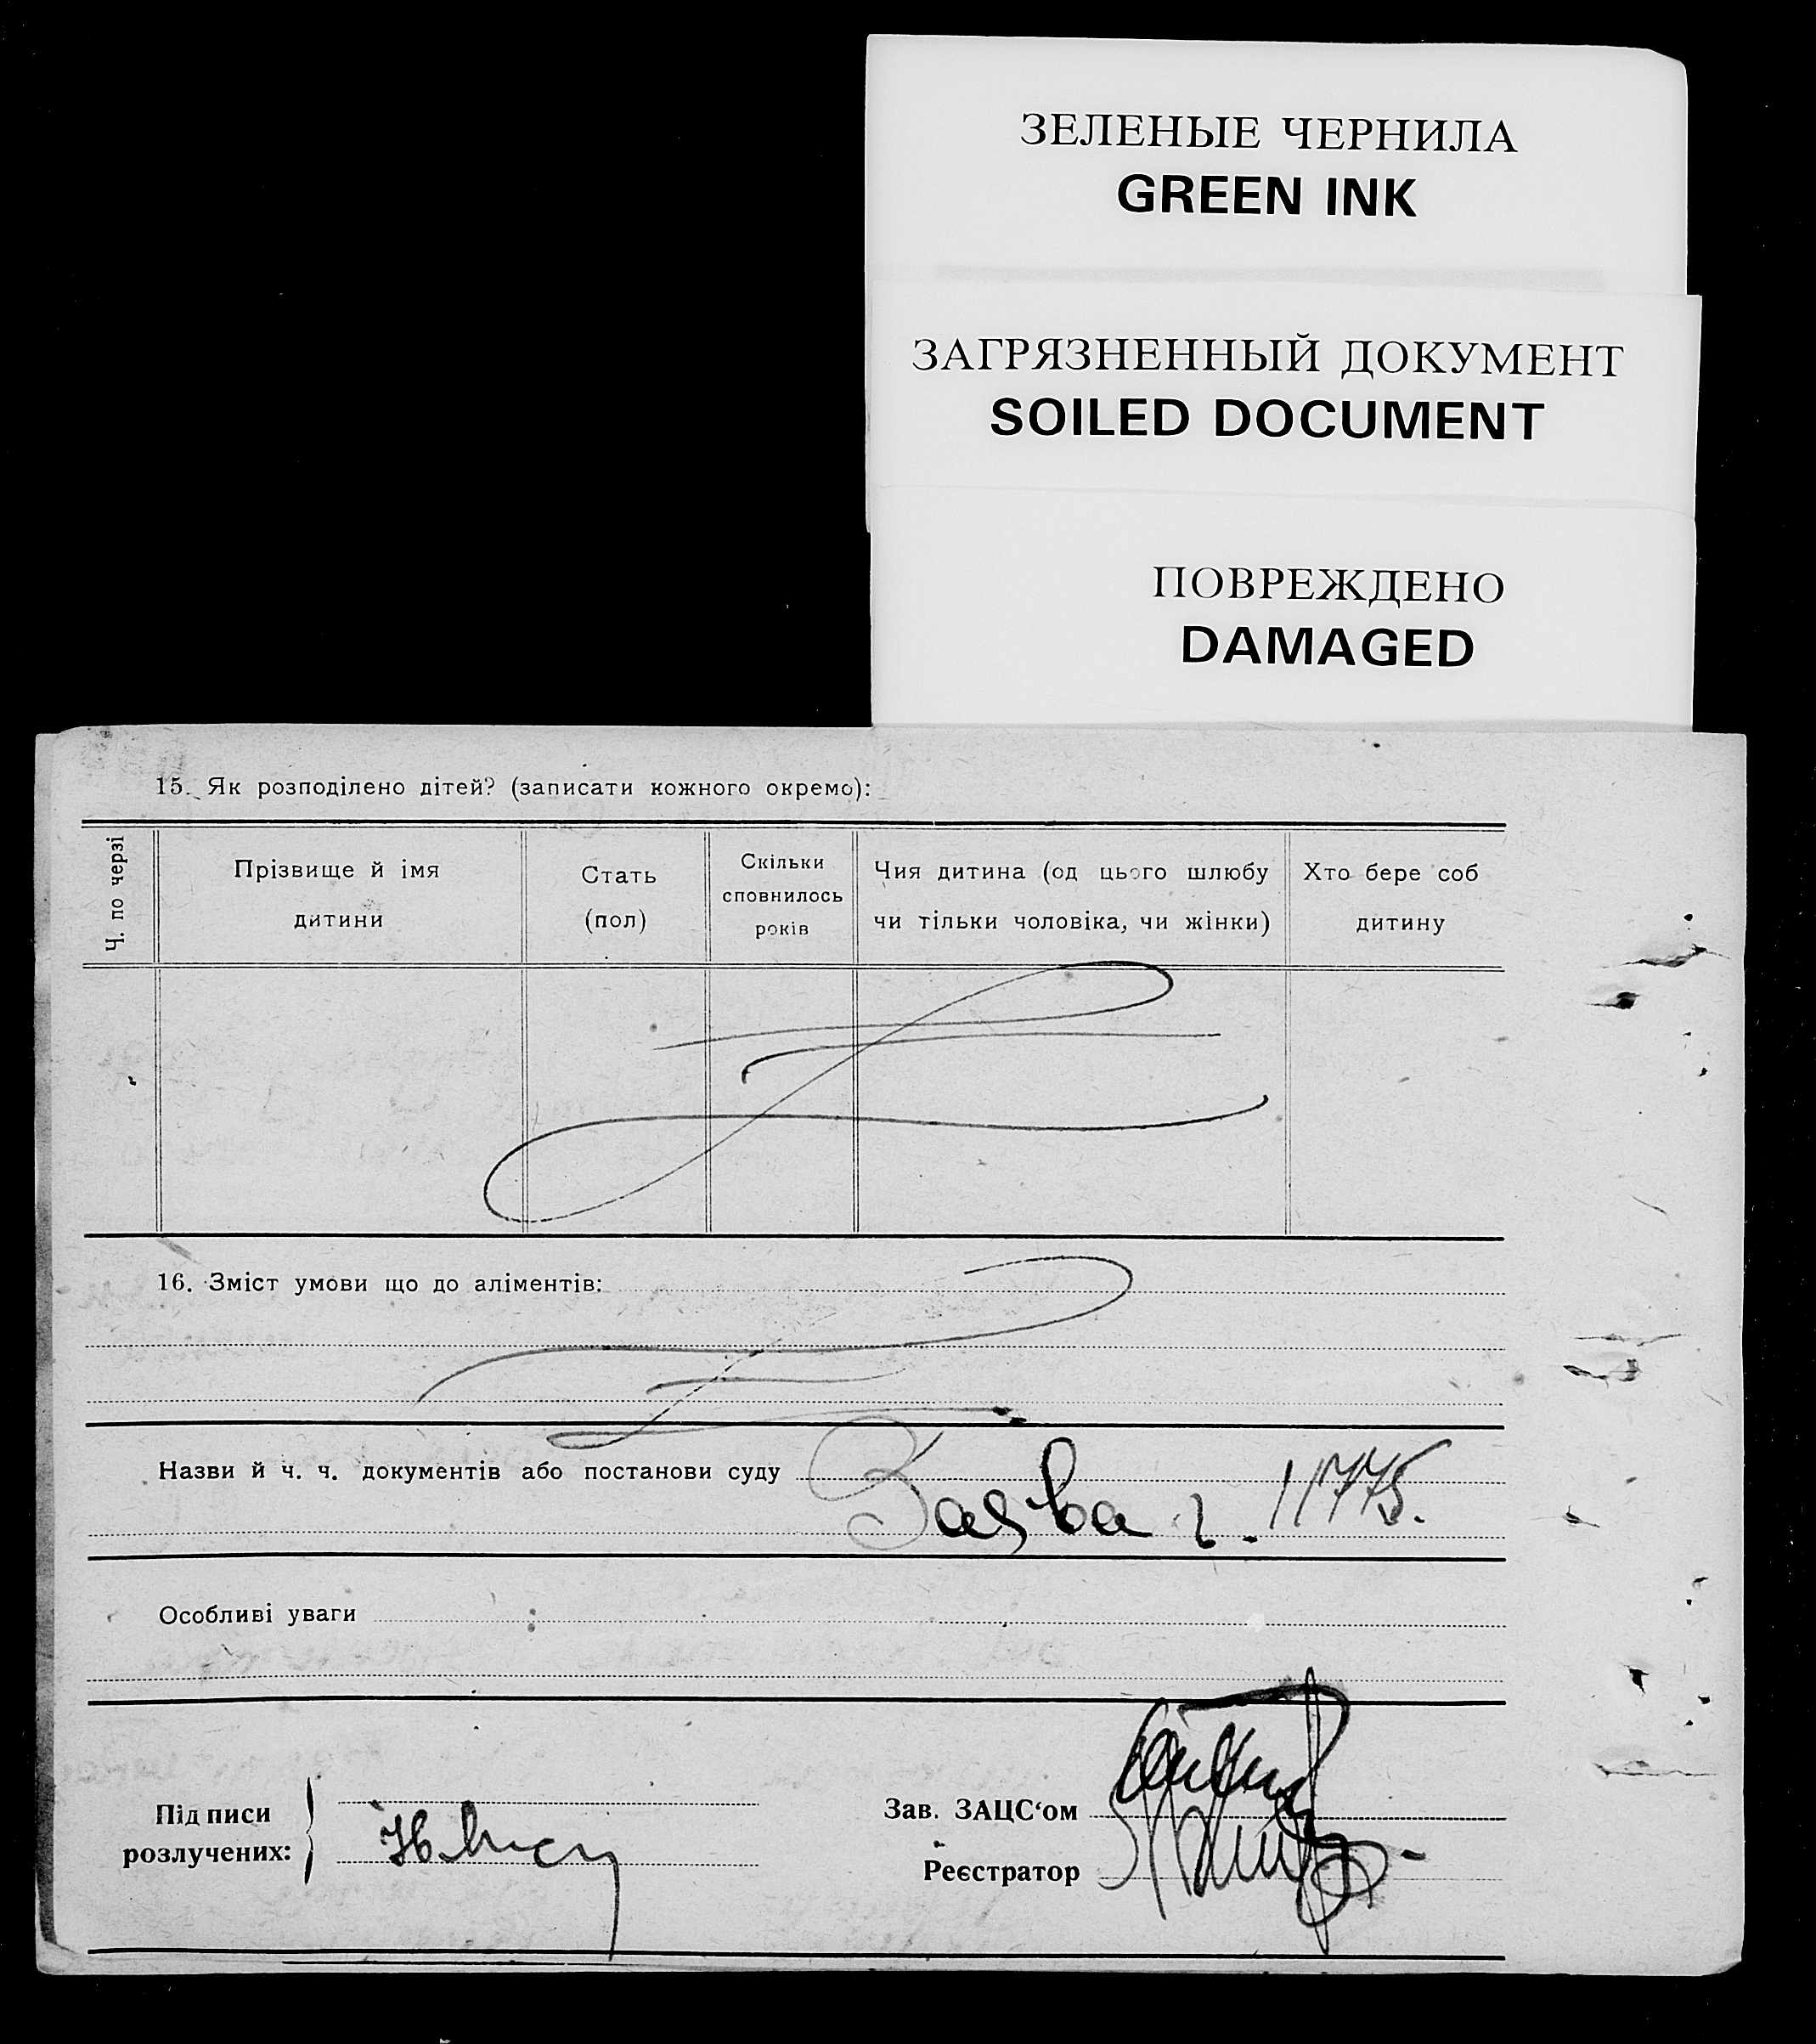 ЗЕЛЕНЫЕ ЧЕРНИЛА
GREEN INK
ЗАГРЯЗНЕННЫЙ ДОКУМЕНТ
SOILED DOCUMENT
ПОВРЕЖДЕНО
DAMAGED
15. Як розподілено дітей? (записати кожного окремо):
Ч. по черзі
Прізвище й імя
дитини
Стать
(пол)
Скільки
сповнилось
років
Чия дитина (од цього шлюбу
чи тільки чоловіка, чи жінки)
Хто бере соб
дитину
16. Зміст умови що до аліментів:
Назви й ч. ч. документів або постанови суду
Заява ч. 11775.
Особливі уваги
Підписи
розлучених:
Зав. ЗАЦС‘ом
Реєстратор